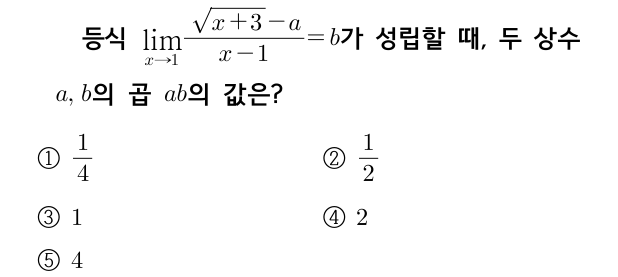 등식 $\lim_{x \to 1} \frac{\sqrt{x+3}-a}{x-1} = b$가 성립할 때, 두 상수
$a$, $b$의 곱 $ab$의 값은?
① $\frac{1}{4}$ ② $\frac{1}{2}$
③ 1 ④ 2
⑤ 4